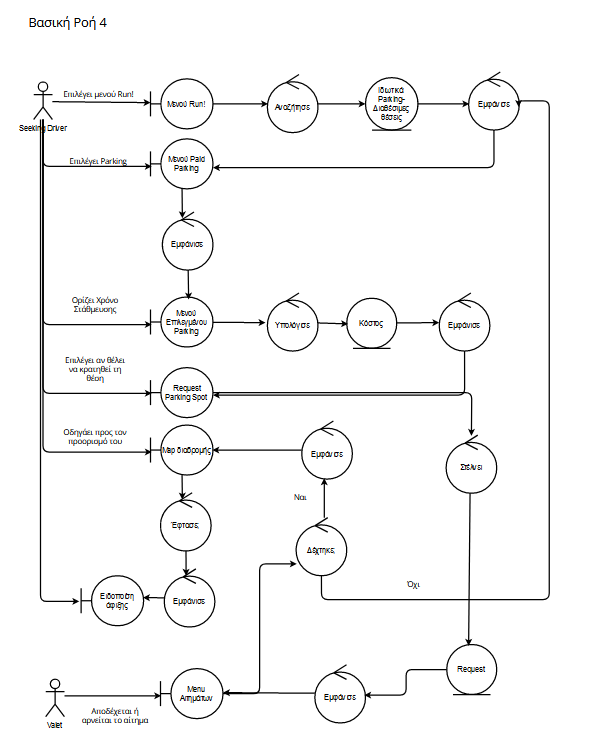 Βασική Ροή 4
Επιλέγει μενού Run!
Μενού Run!
Αναζήτησε
Ιδιωτικά
Parking-
Διαθέσιμες
θέσεις
Εμφάνισε
Seeking Driver
Επιλέγει Parking
Μενού Paid
Parking
Εμφάνισε
Ορίζει Χρόνο
Στάθμευσης
Μενού
Επιλεγμένου
Parking
Υπολόγισε
Κόστος
Εμφάνισε
Επιλέγει αν θέλει
να κρατηθεί τη
θέση
Request
Parking Spot
Οδηγάει προς τον
προορισμό του
Map διαδρομής
Εμφάνισε
Στέλνει
Ναι
Έφτασε;
Δέχτηκε;
Όχι
Ειδοποίηση
άφιξης
Εμφάνισε
Request
Menu
Αιτημάτων
Εμφάνισε
Valet
Αποδέχεται ή
αρνείται το αίτημα